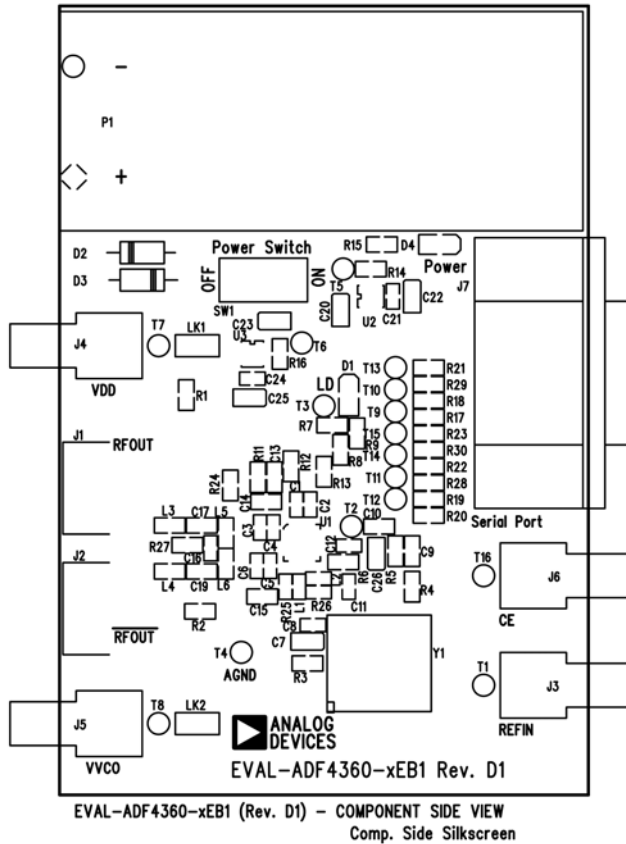 -
P1
+
D2
Power Switch
R15
D4
OFF
ON
T5
R14
Power
J7
D3
SW1
C20
U2
C21
C22
C23
J4
T7
LK1
U3
T6
R16
VDD
C24
C25
R1
D1
LD
T3
T13
R21
T10
R29
R18
T9
R17
R7
T15
R23
R9
R8
T14
R30
R22
T11
R28
T12
R19
R20
J1
RFOUT
R11
C13
R12
R13
R24
C1
C14
C2
U1
T2
C10
Serial Port
L3
C17
L5
C3
C4
R27
C12
C9
J2
C16
C6
C5
R6
R5
C26
T16
J6
L4
C19
L6
R4
C15
R25
L1
R26
C11
CE
R2
RFOUT
C8
C7
T4
R3
Y1
T1
J3
AGND
J5
T8
LK2
ANALOG
DEVICES
REFIN
VVCO
EVAL-ADF4360-xEB1 Rev. D1
EVAL-ADF4360-xEB1 (Rev. D1) - COMPONENT SIDE VIEW
Comp. Side Silkscreen